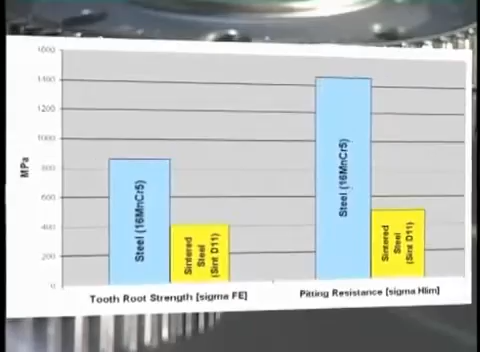 1600
1400
1200
1000
800
600
400
200
0
MPa
Steel (16MnCr5)
Sintered
Steel
(Sint D11)
Steel (16MnCr5)
Sintered
Steel
(Sint D11)
Tooth Root Strength [sigma FE]
Pitting Resistance [sigma Hlim]